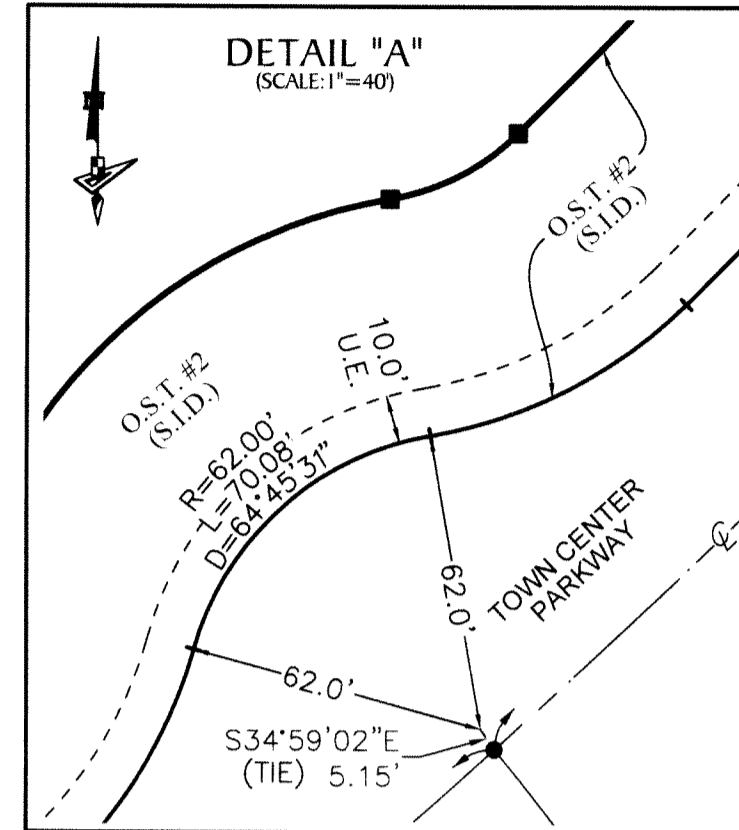 DETAIL "A"
(SCALE: 1"=40')
O.S.T. #2
(S.I.D.)
10.0'
U.E.
O.S.T. #2
(S.I.D.)
R=62.00'
L=70.08'
D=64°45'31"
TOWN CENTER
PARKWAY
℄
62.0'
62.0'
S34°59'02"E
(TIE) 5.15'